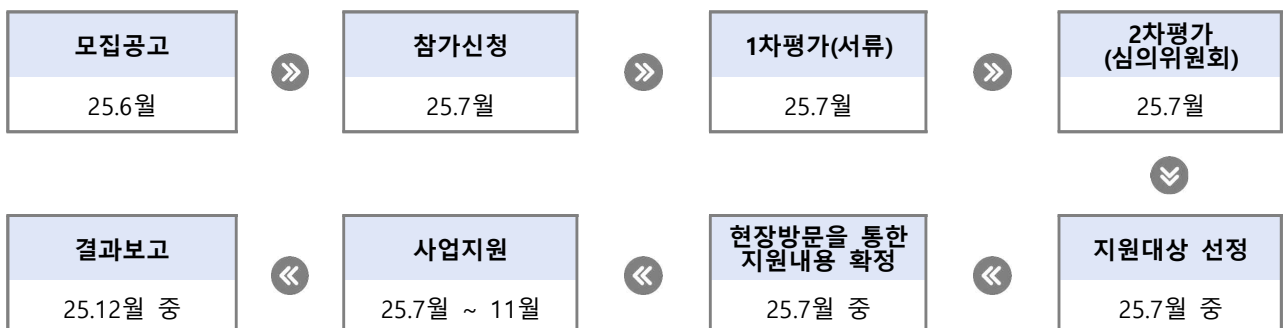 모집공고
25.6월
참가신청
25.7월
1차평가(서류)
25.7월
2차평가
(심의위원회)
25.7월
지원대상 선정
25.7월 중
현장방문을 통한
지원내용 확정
25.7월 중
사업지원
25.7월 ~ 11월
결과보고
25.12월 중